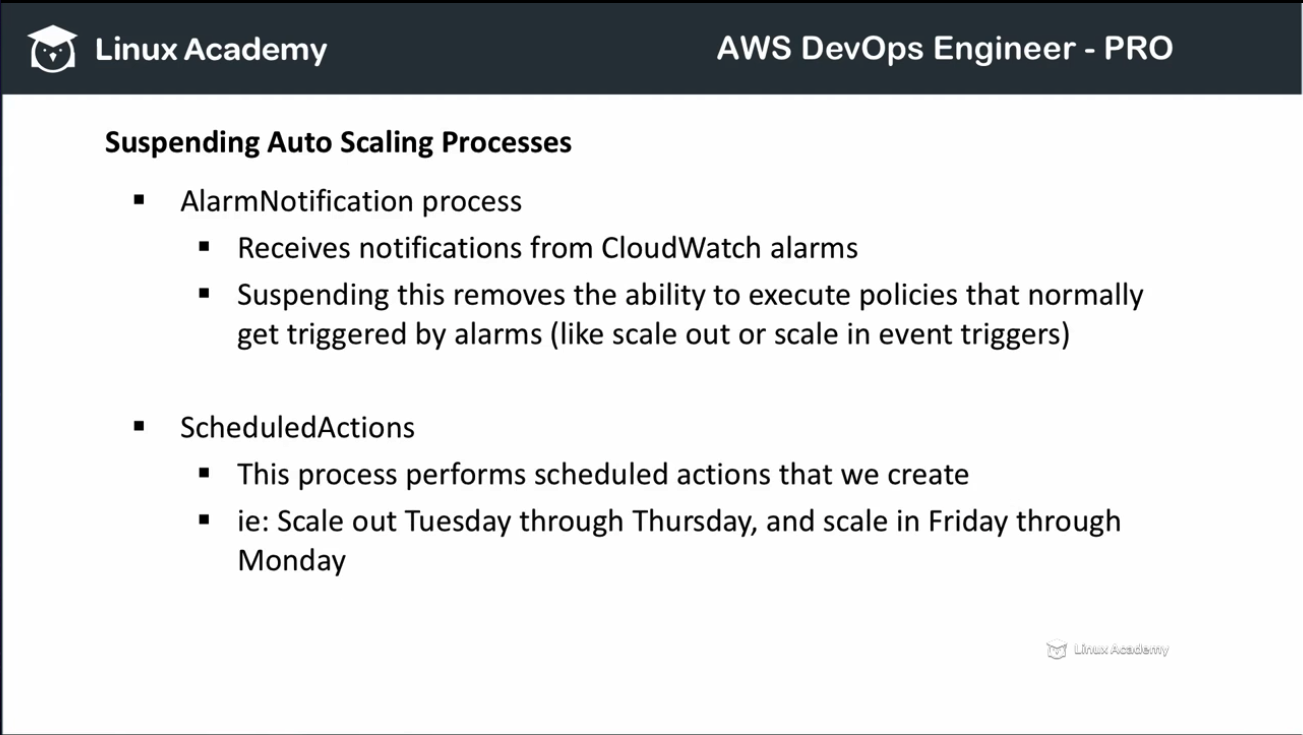 Linux Academy
AWS DevOps Engineer - PRO
Suspending Auto Scaling Processes
▪ AlarmNotification process
▪ Receives notifications from CloudWatch alarms
▪ Suspending this removes the ability to execute policies that normally
get triggered by alarms (like scale out or scale in event triggers)
▪ ScheduledActions
▪ This process performs scheduled actions that we create
▪ ie: Scale out Tuesday through Thursday, and scale in Friday through
Monday
Linux Academy